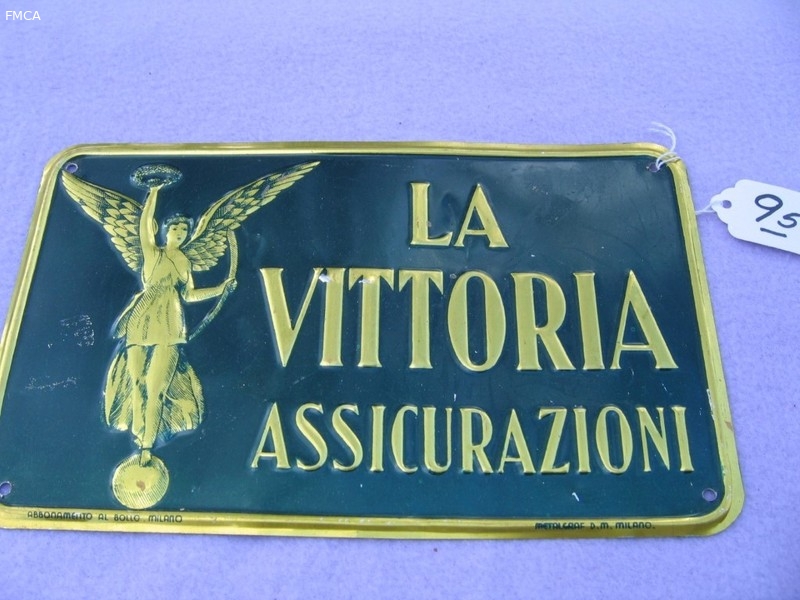 FMCA
LA
VITTORIA
ASSICURAZIONI
ABBONAMENTO AL BOLLO MILANO
METALGRAF D.M. MILANO.
95